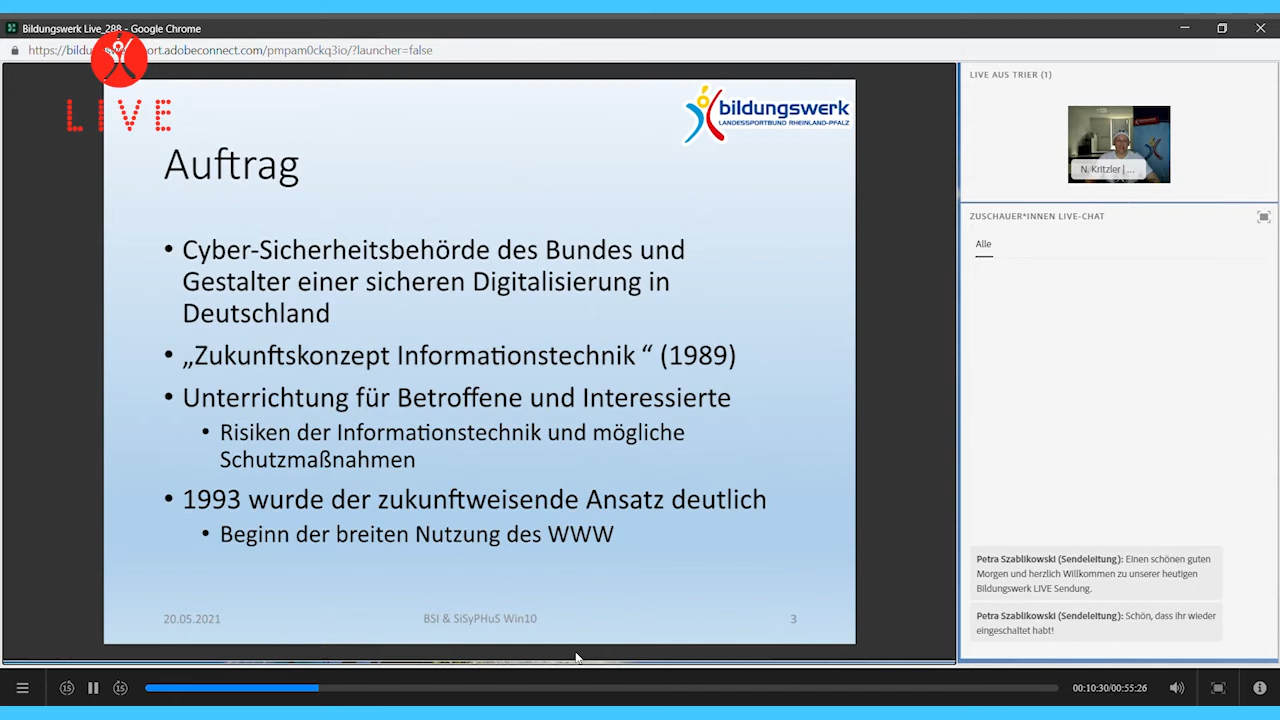 Bildungswerk Live_288 - Google Chrome
https://bildu
ort.adobeconnect.com/pmpam0ckq3io/?launcher=false
LIVE
bildungswerk
LANDESSPORTBUND RHEINLAND-PFALZ
Auftrag
• Cyber-Sicherheitsbehörde des Bundes und
Gestalter einer sicheren Digitalisierung in
Deutschland
• „Zukunftskonzept Informationstechnik “ (1989)
• Unterrichtung für Betroffene und Interessierte
• Risiken der Informationstechnik und mögliche
Schutzmaßnahmen
• 1993 wurde der zukunftweisende Ansatz deutlich
• Beginn der breiten Nutzung des WWW
20.05.2021
BSI & SiSyPHuS Win10
3
LIVE AUS TRIER (1)
N. Kritzler | ...
ZUSCHAUER*INNEN LIVE-CHAT
Alle
Petra Szablikowski (Sendeleitung): Einen schönen guten
Morgen und herzlich Willkommen zu unserer heutigen
Bildungswerk LIVE Sendung.
Petra Szablikowski (Sendeleitung): Schön, dass ihr wieder
eingeschaltet habt!
15
15
00:10:30/00:55:26